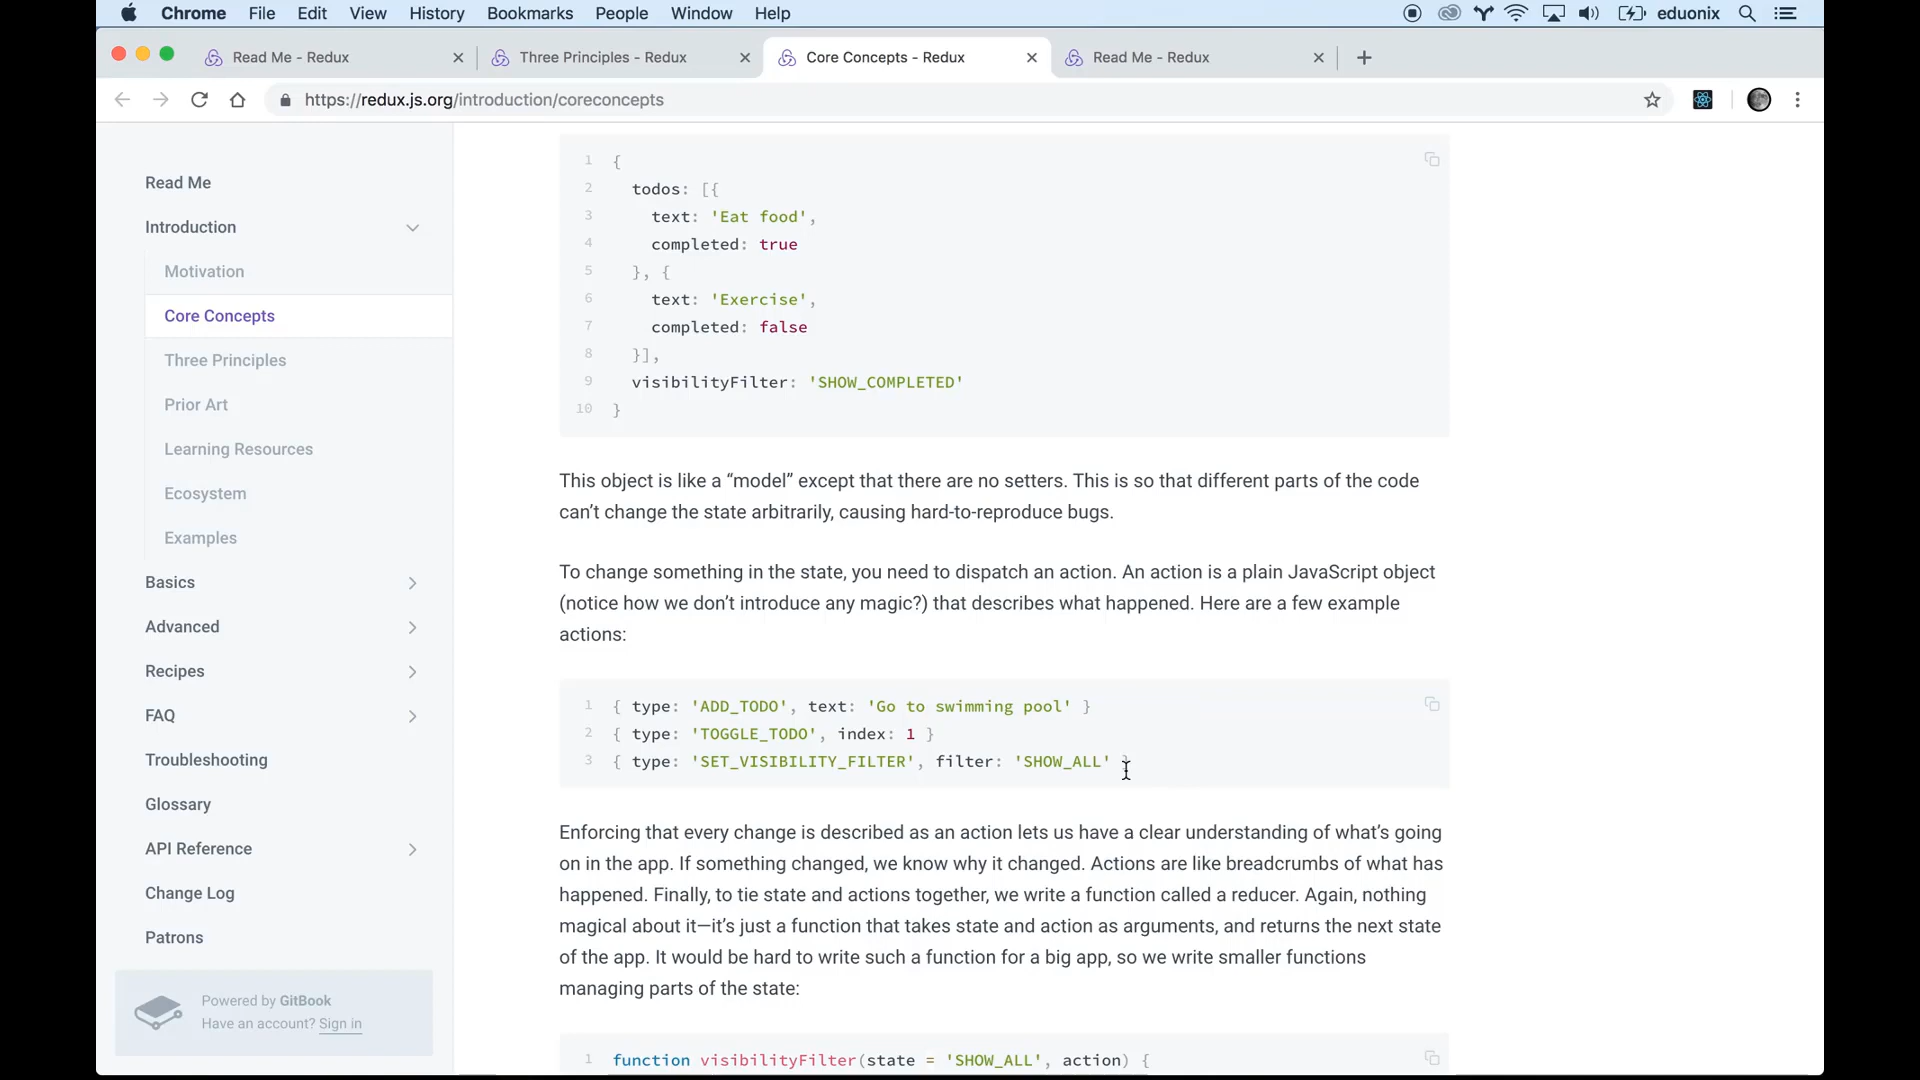 Chrome File Edit View History Bookmarks People Window Help eduonix
Read Me - Redux Three Principles - Redux Core Concepts - Redux Read Me - Redux
https://redux.js.org/introduction/coreconcepts
Read Me
Introduction
Motivation
Core Concepts
Three Principles
Prior Art
Learning Resources
Ecosystem
Examples
Basics
Advanced
Recipes
FAQ
Troubleshooting
Glossary
API Reference
Change Log
Patrons
Powered by GitBook
Have an account? Sign in
1 {
2 todos: [{
3 text: 'Eat food',
4 completed: true
5 }, {
6 text: 'Exercise',
7 completed: false
8 }],
9 visibilityFilter: 'SHOW_COMPLETED'
10 }
This object is like a “model” except that there are no setters. This is so that different parts of the code
can’t change the state arbitrarily, causing hard-to-reproduce bugs.
To change something in the state, you need to dispatch an action. An action is a plain JavaScript object
(notice how we don’t introduce any magic?) that describes what happened. Here are a few example
actions:
1 { type: 'ADD_TODO', text: 'Go to swimming pool' }
2 { type: 'TOGGLE_TODO', index: 1 }
3 { type: 'SET_VISIBILITY_FILTER', filter: 'SHOW_ALL' }
Enforcing that every change is described as an action lets us have a clear understanding of what’s going
on in the app. If something changed, we know why it changed. Actions are like breadcrumbs of what has
happened. Finally, to tie state and actions together, we write a function called a reducer. Again, nothing
magical about it—it’s just a function that takes state and action as arguments, and returns the next state
of the app. It would be hard to write such a function for a big app, so we write smaller functions
managing parts of the state:
1 function visibilityFilter(state = 'SHOW_ALL', action) {